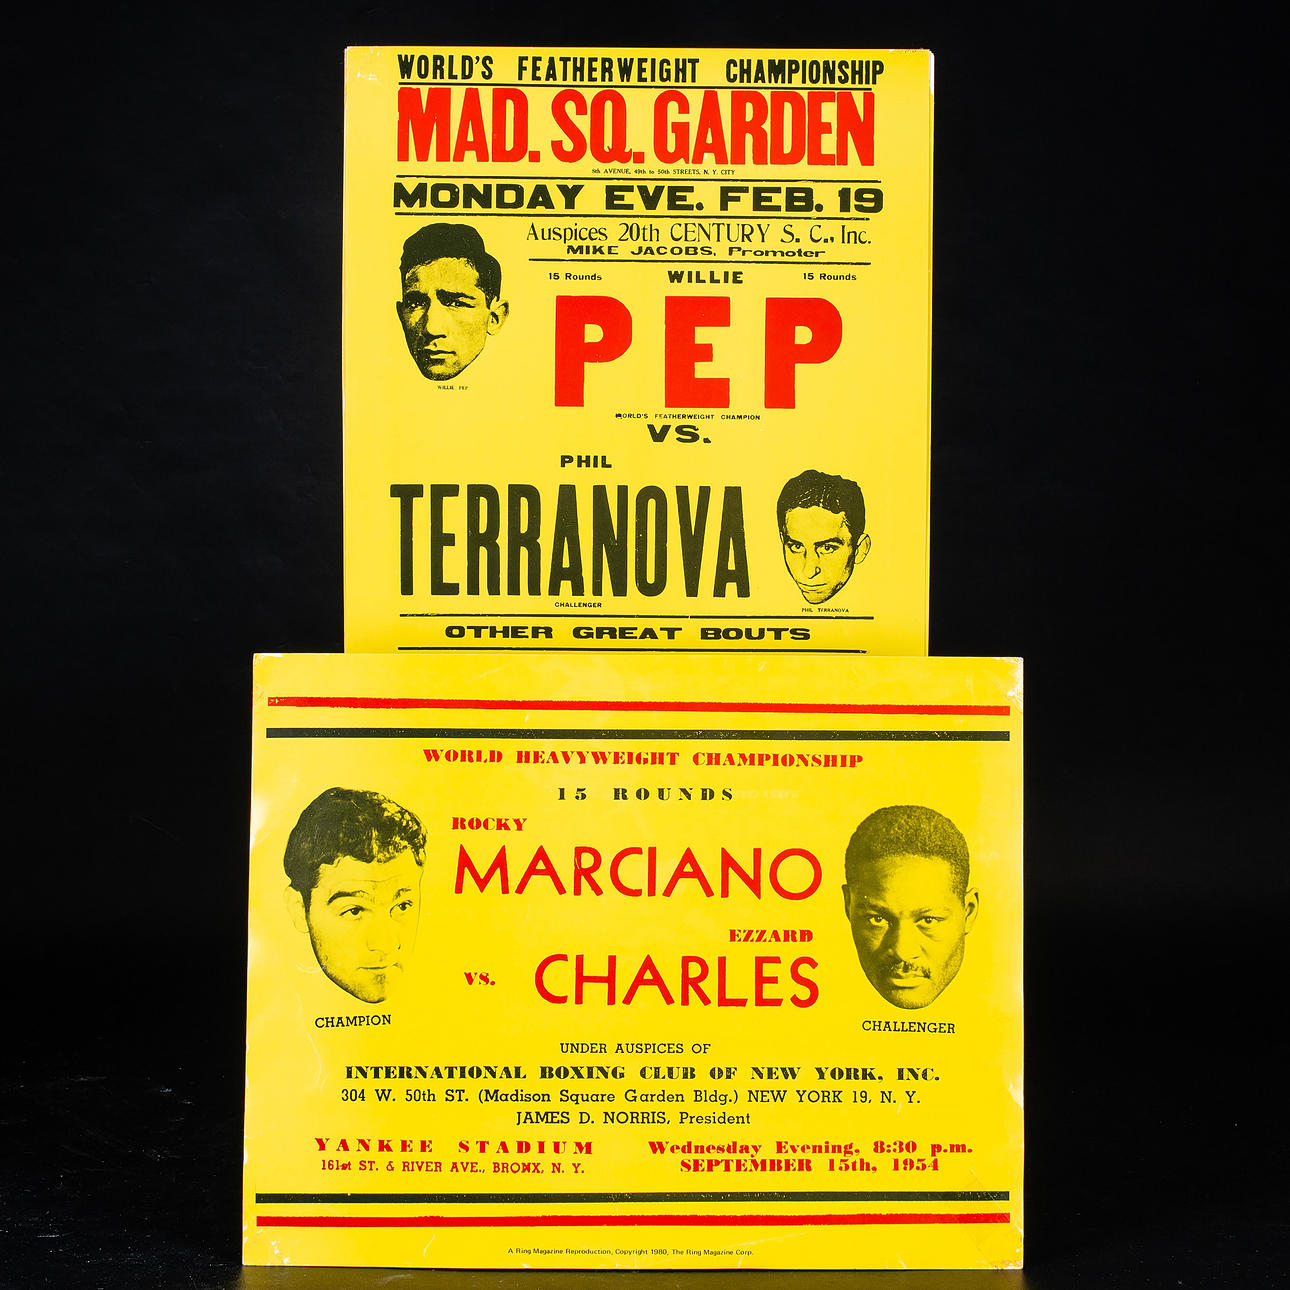 WORLD'S FEATHERWEIGHT CHAMPIONSHIP
MAD. SQ. GARDEN
8th AVENUE, 49th to 50th STREETS, N. Y. CITY
MONDAY EVE. FEB. 19
Auspices 20th CENTURY S. C., Inc.
MIKE JACOBS, Promoter
15 Rounds WILLIE 15 Rounds
PEP
WILLIE PEP
WORLD'S FEATHERWEIGHT CHAMPION
VS.
PHIL
TERRANOVA
CHALLENGER
PHIL TERRANOVA
OTHER GREAT BOUTS
WORLD HEAVYWEIGHT CHAMPIONSHIP
15 ROUNDS
ROCKY
MARCIANO
EZZARD
vs. CHARLES
CHAMPION
CHALLENGER
UNDER AUSPICES OF
INTERNATIONAL BOXING CLUB OF NEW YORK, INC.
304 W. 50th ST. (Madison Square Garden Bldg.) NEW YORK 19, N. Y.
JAMES D. NORRIS, President
YANKEE STADIUM Wednesday Evening, 8:30 p.m.
161st ST. & RIVER AVE., BRONX, N. Y. SEPTEMBER 15th, 1954
A Ring Magazine Reproduction, Copyright 1980, The Ring Magazine Corp.